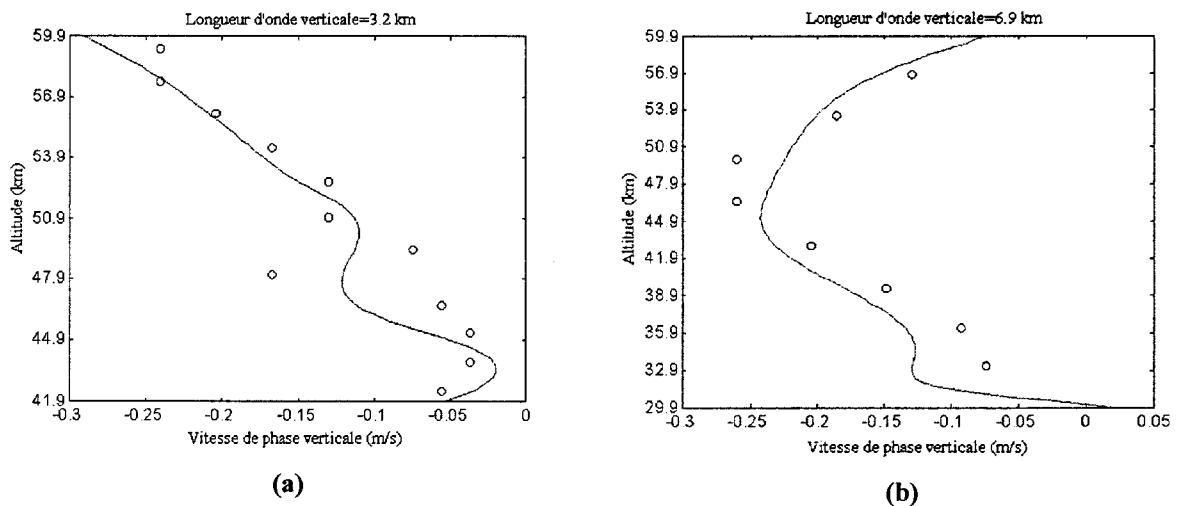 Longueur d'onde verticale=3.2 km
59.9
56.9
53.9
50.9
47.9
44.9
41.9
Altitude (km)
-0.3 -0.25 -0.2 -0.15 -0.1 -0.05 0
Vitesse de phase verticale (m/s)
(a)
Longueur d'onde verticale=6.9 km
59.9
56.9
53.9
50.9
47.9
44.9
41.9
38.9
35.9
32.9
29.9
Altitude (km)
-0.3 -0.25 -0.2 -0.15 -0.1 -0.05 0 0.05
Vitesse de phase verticale (m/s)
(b)